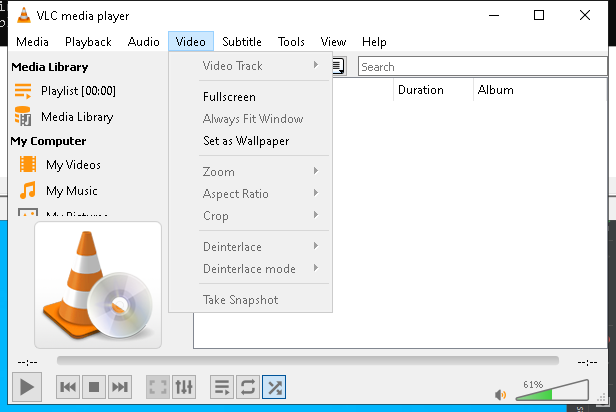 VLC media player
Media Playback Audio Video Subtitle Tools View Help
Media Library
Playlist [00:00]
Media Library
My Computer
My Videos
My Music
My Pictures
Video Track
Fullscreen
Always Fit Window
Set as Wallpaper
Zoom
Aspect Ratio
Crop
Deinterlace
Deinterlace mode
Take Snapshot
Search
Duration Album
--:-- --:--
61%